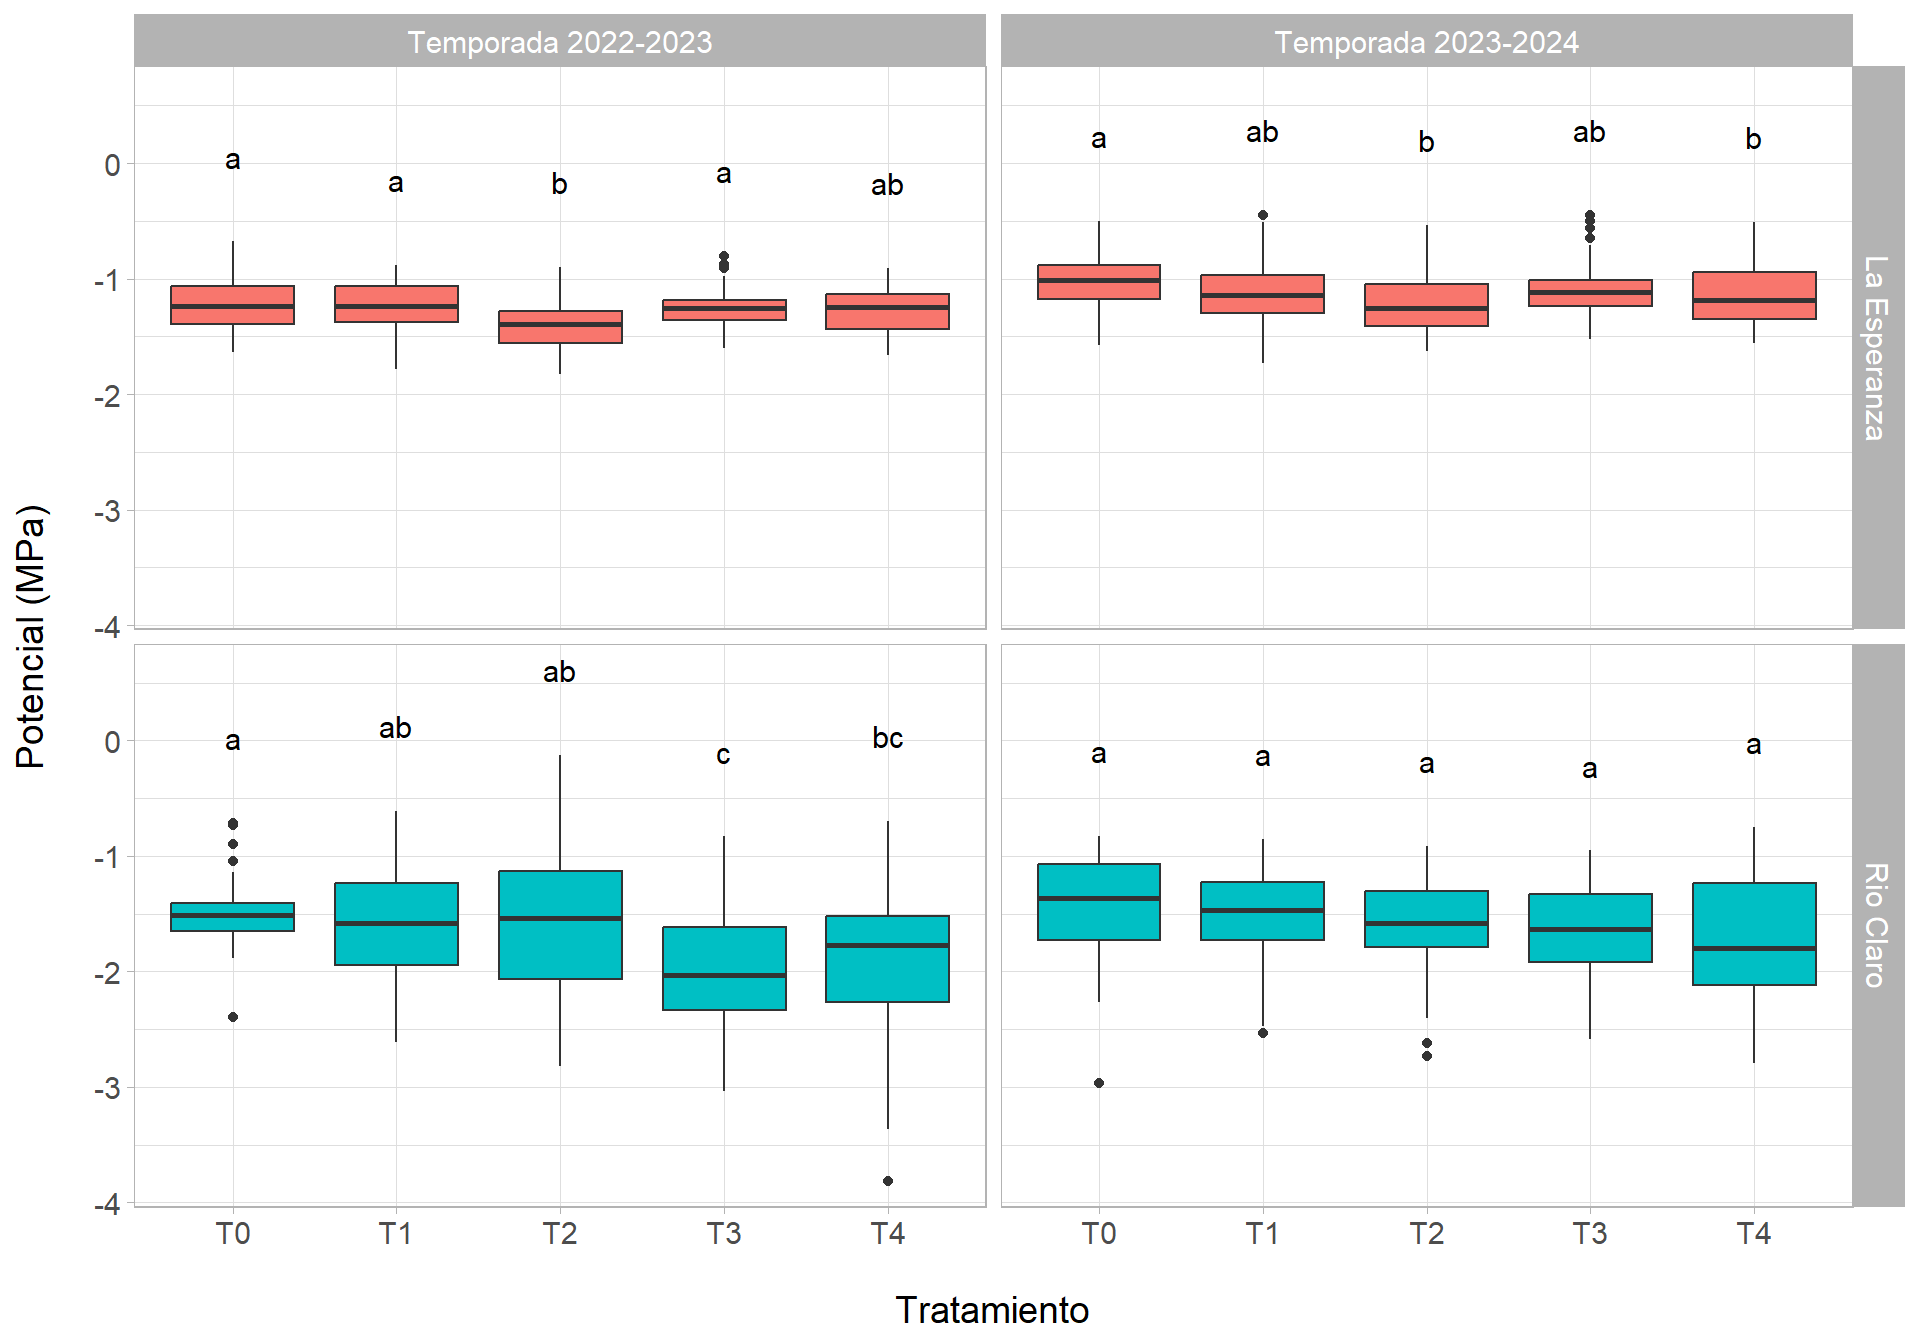 Temporada 2022-2023
Temporada 2023-2024
a
a
b
a
ab
a
ab
b
ab
b
0
-1
-2
-3
-4
La Esperanza
Potencial (MPa)
a
ab
ab
c
bc
a
a
a
a
a
0
-1
-2
-3
-4
Rio Claro
T0 T1 T2 T3 T4
T0 T1 T2 T3 T4
Tratamiento